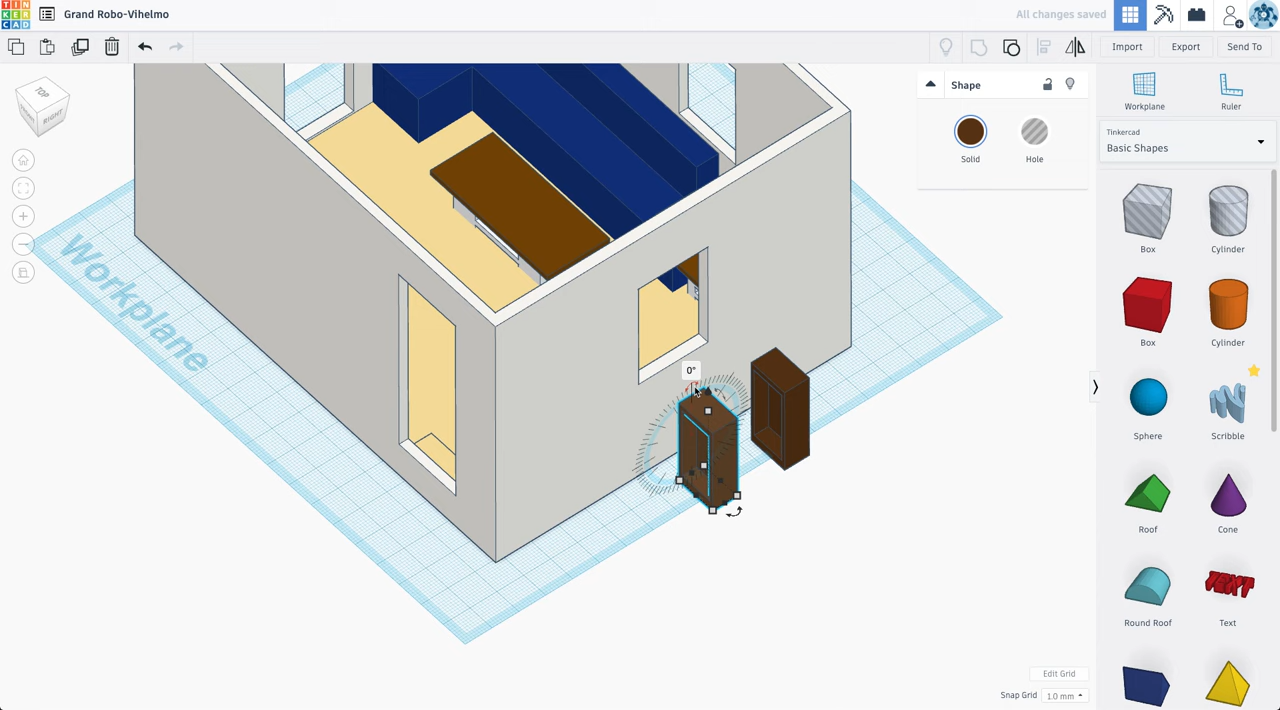 TIN
KER
CAD
Grand Robo-Vihelmo
All changes saved
Import
Export
Send To
TOP
RIGHT
Workplane
0°
Shape
Solid
Hole
Workplane
Ruler
Tinkercad
Basic Shapes
Box
Cylinder
Box
Cylinder
Sphere
Scribble
Roof
Cone
TEXT
Round Roof
Text
Edit Grid
Snap Grid
1.0 mm